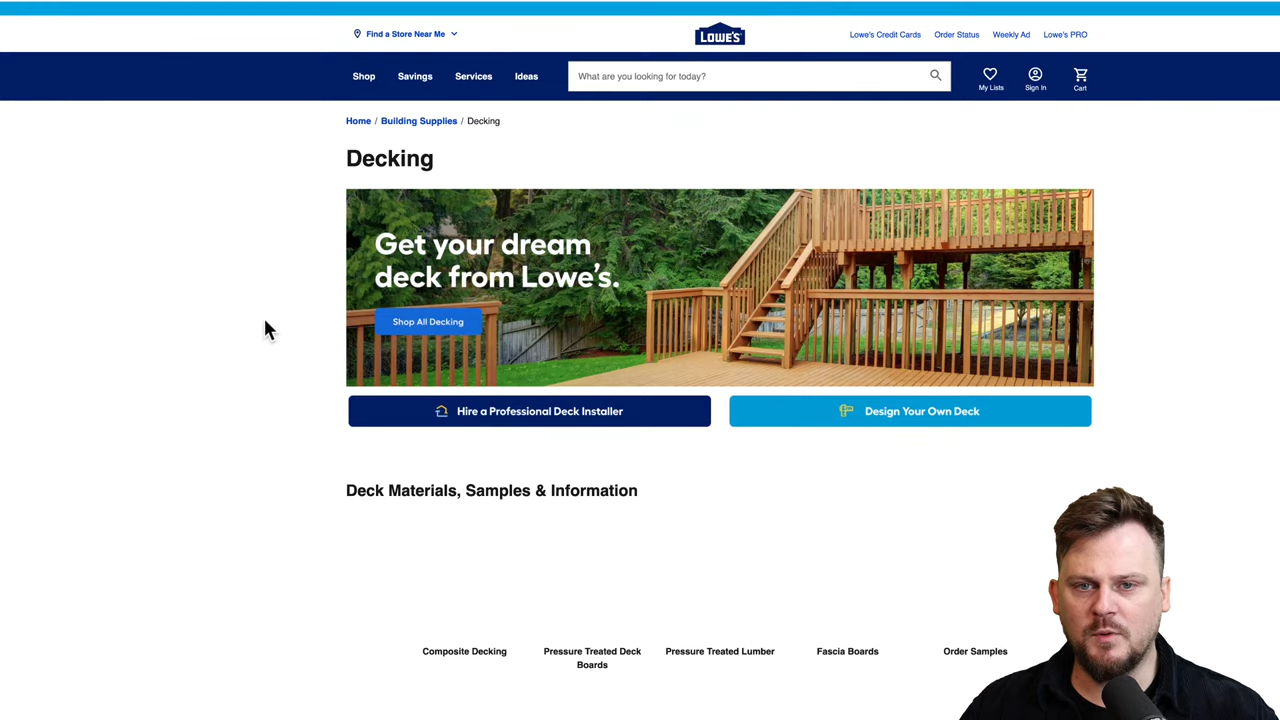 Find a Store Near Me
LOWE'S
Lowe's Credit Cards
Order Status
Weekly Ad
Lowe's PRO
Shop
Savings
Services
Ideas
What are you looking for today?
My Lists
Sign In
Cart
Home / Building Supplies / Decking
Decking
Get your dream
deck from Lowe's.
Shop All Decking
Hire a Professional Deck Installer
Design Your Own Deck
Deck Materials, Samples & Information
Composite Decking
Pressure Treated Deck
Boards
Pressure Treated Lumber
Fascia Boards
Order Samples